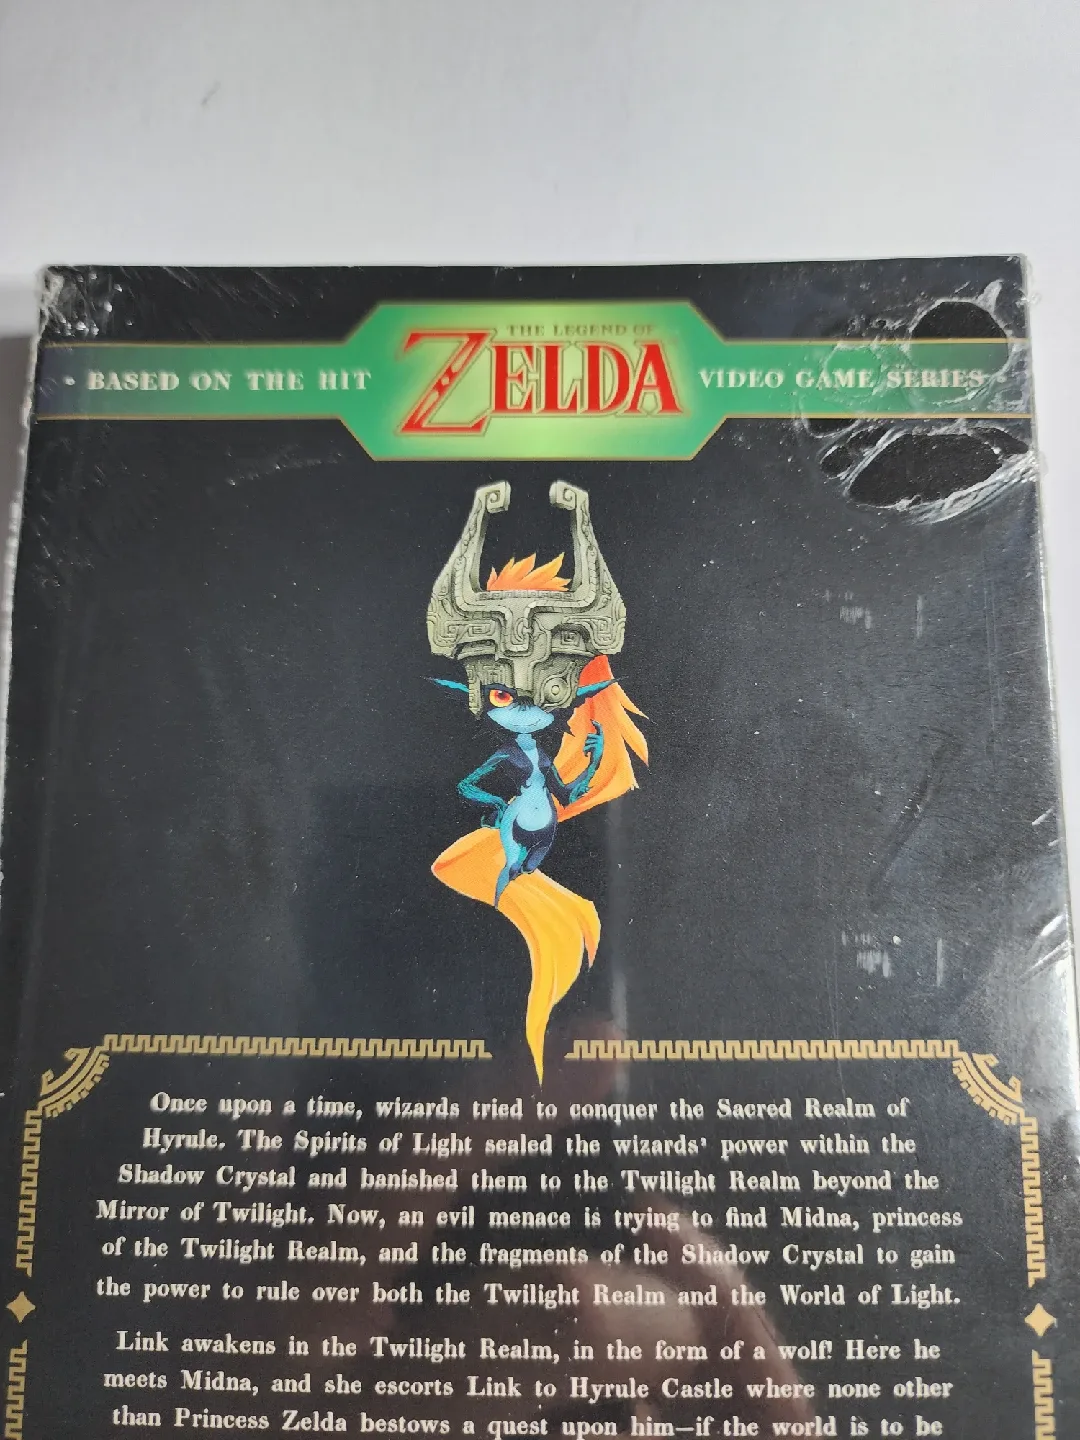 • BASED ON THE HIT THE LEGEND OF ZELDA VIDEO GAME SERIES •
Once upon a time, wizards tried to conquer the Sacred Realm of
Hyrule. The Spirits of Light sealed the wizards' power within the
Shadow Crystal and banished them to the Twilight Realm beyond the
Mirror of Twilight. Now, an evil menace is trying to find Midna, princess
of the Twilight Realm, and the fragments of the Shadow Crystal to gain
the power to rule over both the Twilight Realm and the World of Light.
Link awakens in the Twilight Realm, in the form of a wolf! Here he
meets Midna, and she escorts Link to Hyrule Castle where none other
than Princess Zelda bestows a quest upon him—if the world is to be